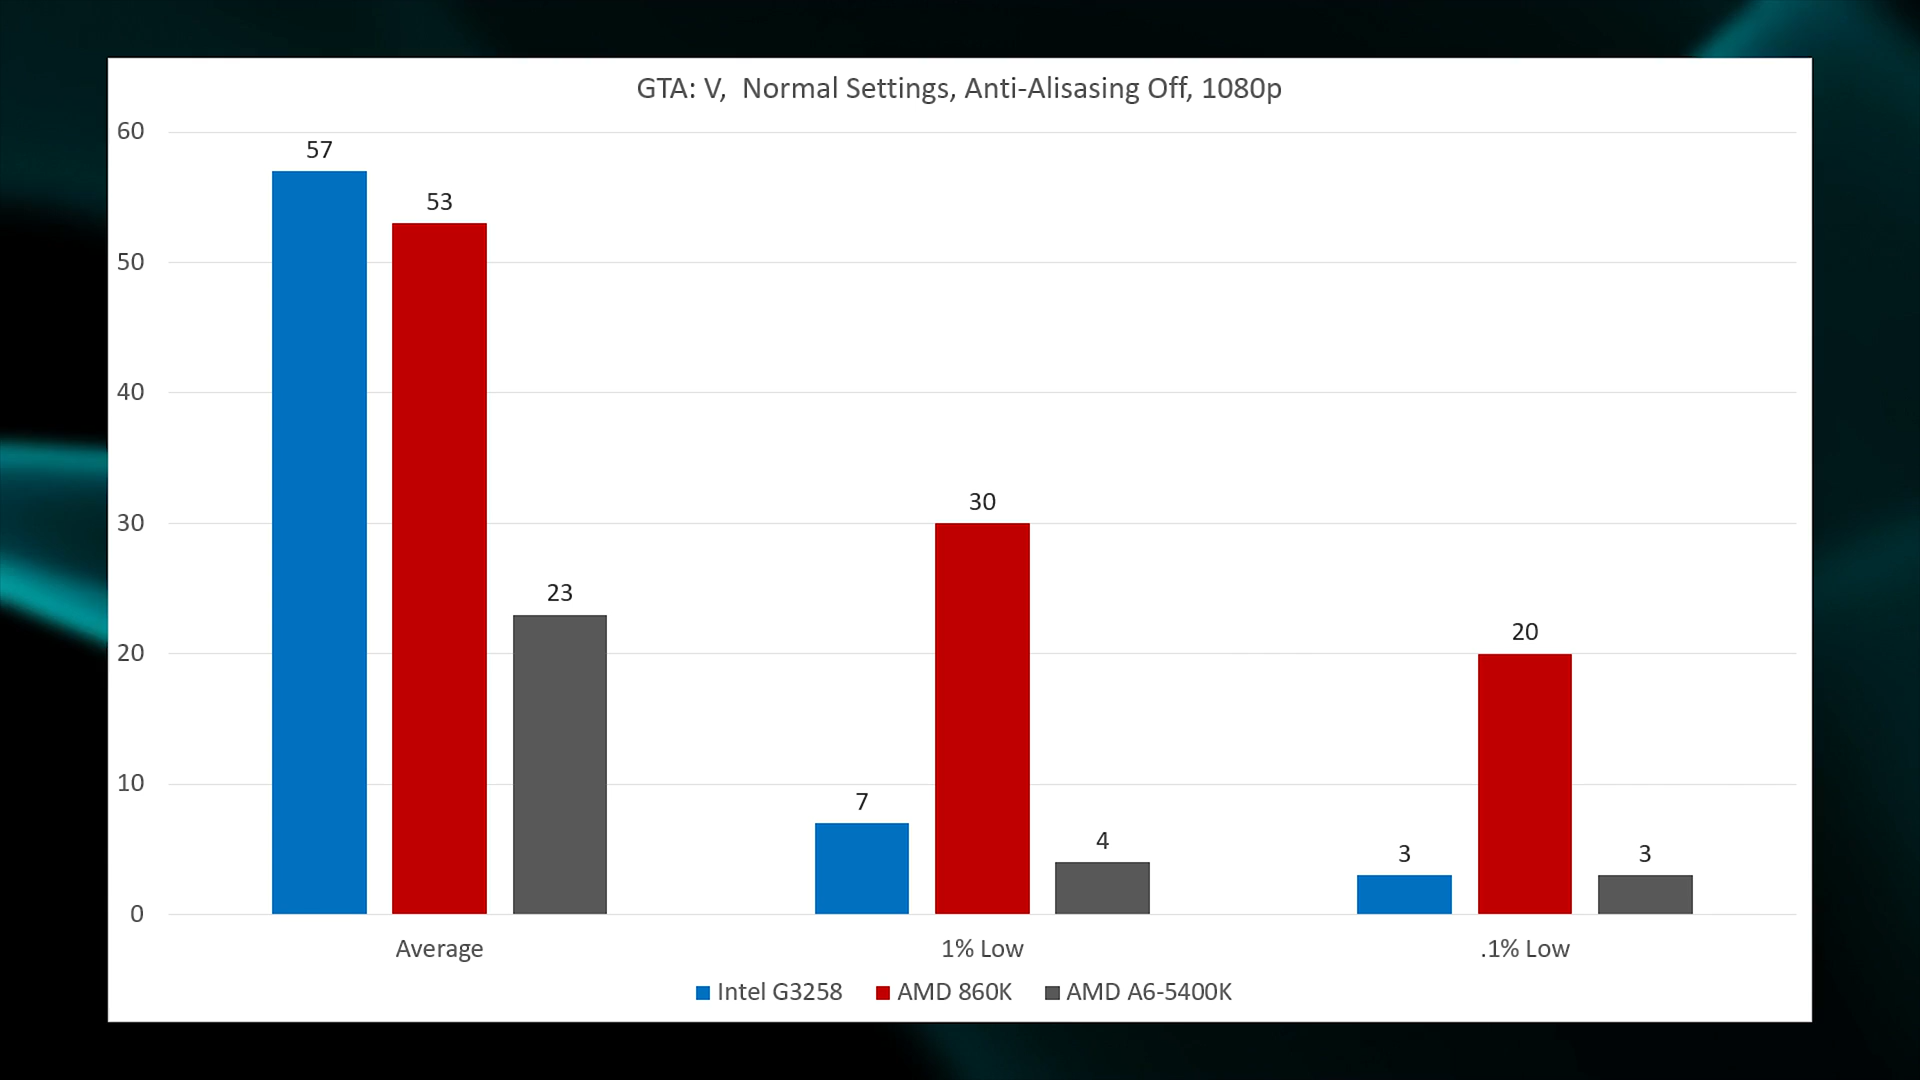 GTA: V,  Normal Settings, Anti-Alisasing Off, 1080p
60
57
53
50
40
30
30
23
20
20
10
7
4
3
3
0
Average
1% Low
.1% Low
Intel G3258
AMD 860K
AMD A6-5400K